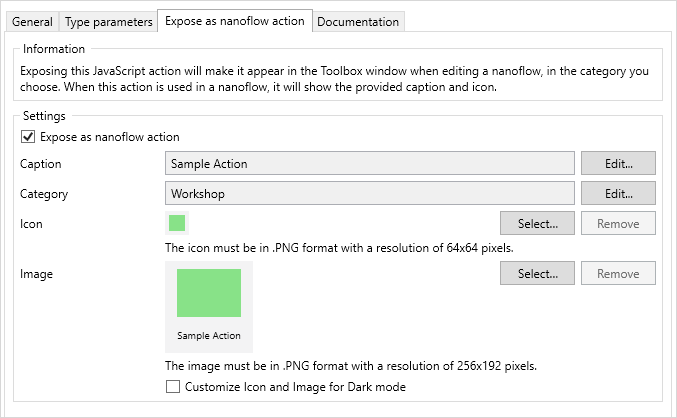 General Type parameters Expose as nanoflow action Documentation
Information
Exposing this JavaScript action will make it appear in the Toolbox window when editing a nanoflow, in the category you
choose. When this action is used in a nanoflow, it will show the provided caption and icon.
Settings
Expose as nanoflow action
Caption Sample Action Edit...
Category Workshop Edit...
Icon Select... Remove
The icon must be in .PNG format with a resolution of 64x64 pixels.
Image Select... Remove
Sample Action
The image must be in .PNG format with a resolution of 256x192 pixels.
Customize Icon and Image for Dark mode